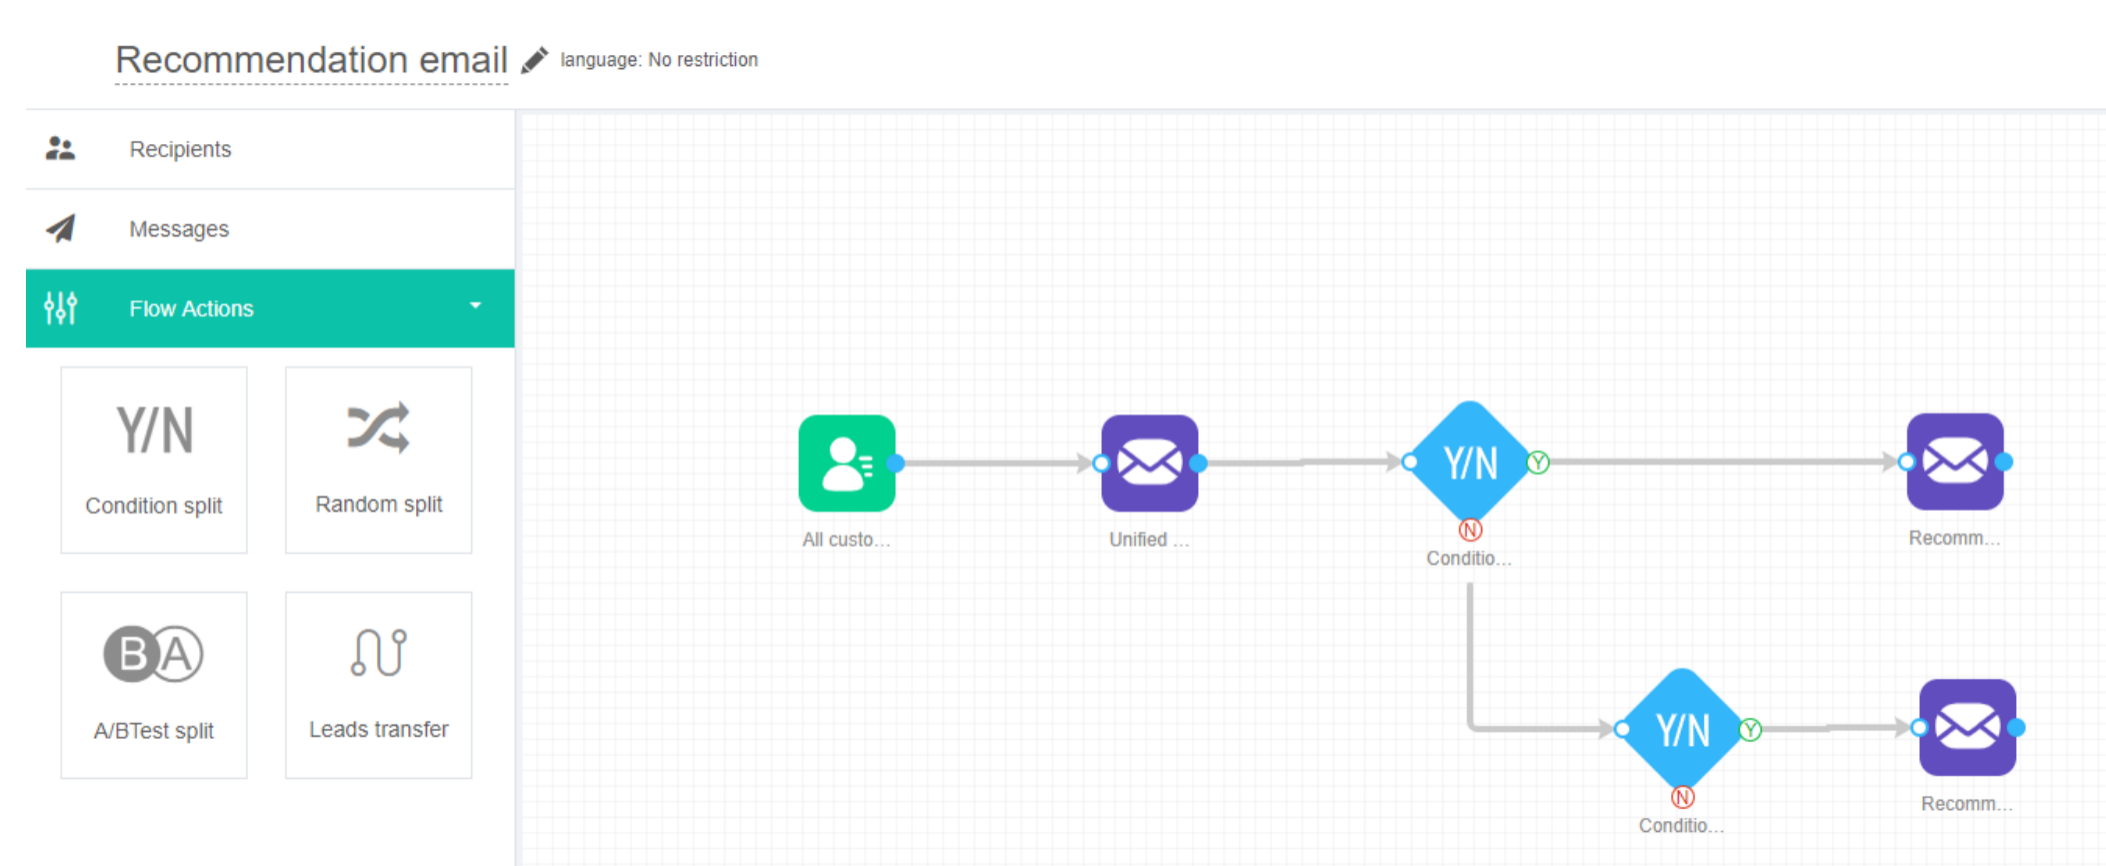 Recommendation email language: No restriction
Recipients
Messages
Flow Actions
Y/N
Condition split
Random split
BA
A/BTest split
Leads transfer
All custo...
Unified ...
Y/N
Y
N
Conditio...
Recomm...
Y/N
Y
N
Conditio...
Recomm...